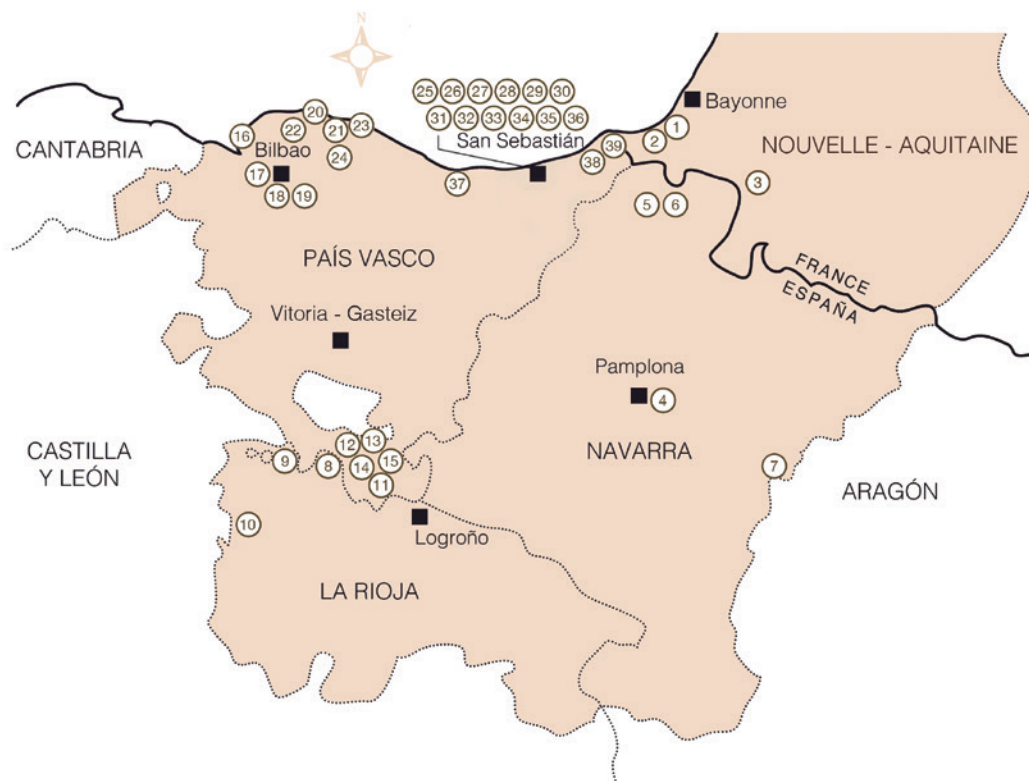 N
25 26 27 28 29 30
31 32 33 34 35 36
San Sebastián
Bayonne
1
2
NOUVELLE - AQUITAINE
CANTABRIA
16
20
22
21
23
24
Bilbao
17
18 19
37
38
39
3
5 6
PAÍS VASCO
FRANCE
ESPAÑA
Vitoria - Gasteiz
Pamplona
4
NAVARRA
CASTILLA
Y LEÓN
9
8
12
13
14
15
11
7
ARAGÓN
10
Logroño
LA RIOJA